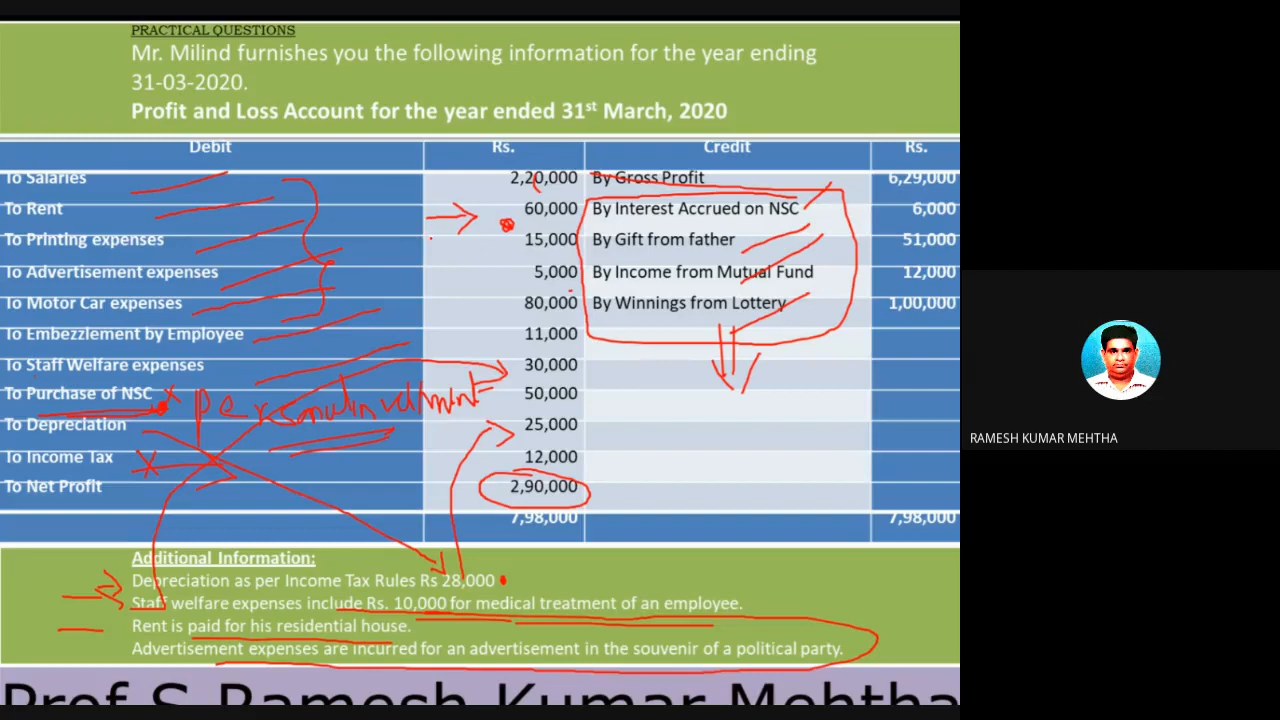 PRACTICAL QUESTIONS
Mr. Milind furnishes you the following information for the year ending
31-03-2020.
Profit and Loss Account for the year ended 31st March, 2020
Debit Rs. Credit Rs.
To Salaries 2,20,000 By Gross Profit 6,29,000
To Rent 60,000 By Interest Accrued on NSC 6,000
To Printing expenses 15,000 By Gift from father 51,000
To Advertisement expenses 5,000 By Income from Mutual Fund 12,000
To Motor Car expenses 80,000 By Winnings from Lottery 1,00,000
To Embezzlement by Employee 11,000
To Staff Welfare expenses 30,000
To Purchase of NSC 50,000
personal investment
To Depreciation 25,000
To Income Tax 12,000
To Net Profit 2,90,000
7,98,000 7,98,000
Additional Information:
Depreciation as per Income Tax Rules Rs 28,000
Staff welfare expenses include Rs. 10,000 for medical treatment of an employee.
Rent is paid for his residential house.
Advertisement expenses are incurred for an advertisement in the souvenir of a political party.
Prof S Ramesh Kumar Mehtha
RAMESH KUMAR MEHTHA